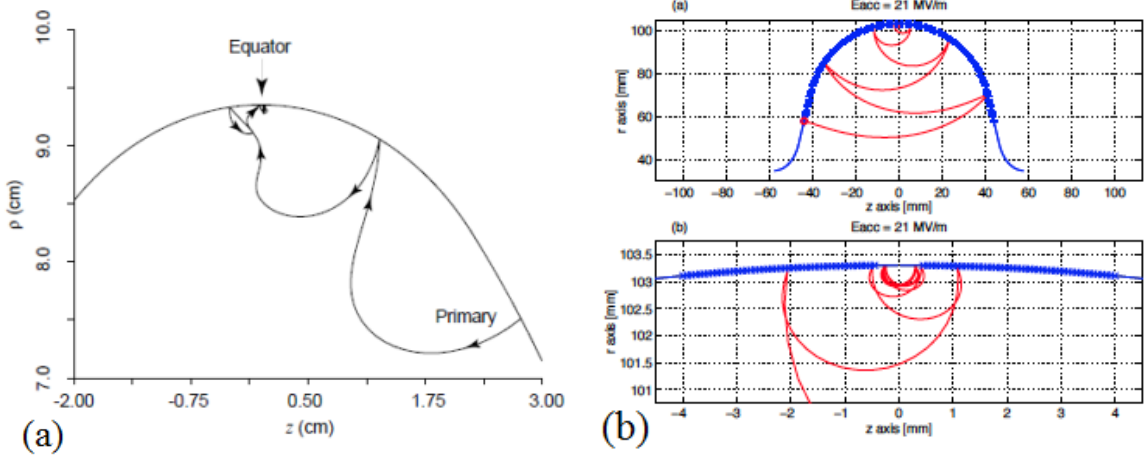 10.0
9.0
8.0
7.0
ρ (cm)
Equator
Primary
-2.00
-0.75
0.50
1.75
3.00
z (cm)
(a)
(a)
Eacc = 21 MV/m
100
80
60
40
r axis [mm]
−100
−80
−60
−40
−20
0
20
40
60
80
100
z axis [mm]
(b)
Eacc = 21 MV/m
103.5
103
102.5
102
101.5
101
r axis [mm]
−4
−3
−2
−1
0
1
2
3
4
z axis [mm]
(b)